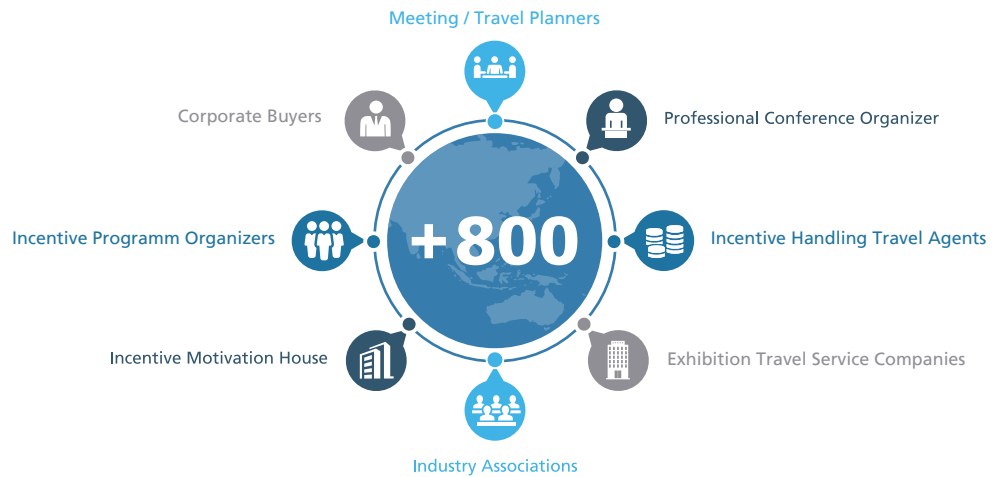 Meeting / Travel Planners
Corporate Buyers
Professional Conference Organizer
Incentive Programm Organizers
+800
Incentive Handling Travel Agents
Incentive Motivation House
Exhibition Travel Service Companies
Industry Associations